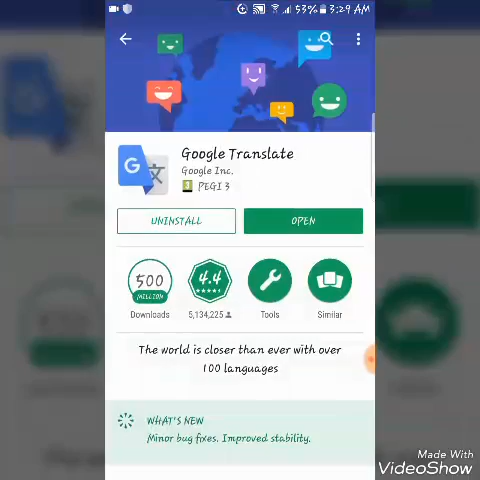 53% 3:29 AM
Google Translate
Google Inc.
3 PEGI 3
UNINSTALL
OPEN
G 文
500
MILLION
4.4
Downloads
5,134,225
Tools
Similar
The world is closer than ever with over
100 languages
WHAT'S NEW
Minor bug fixes. Improved stability.
Made With
VideoShow